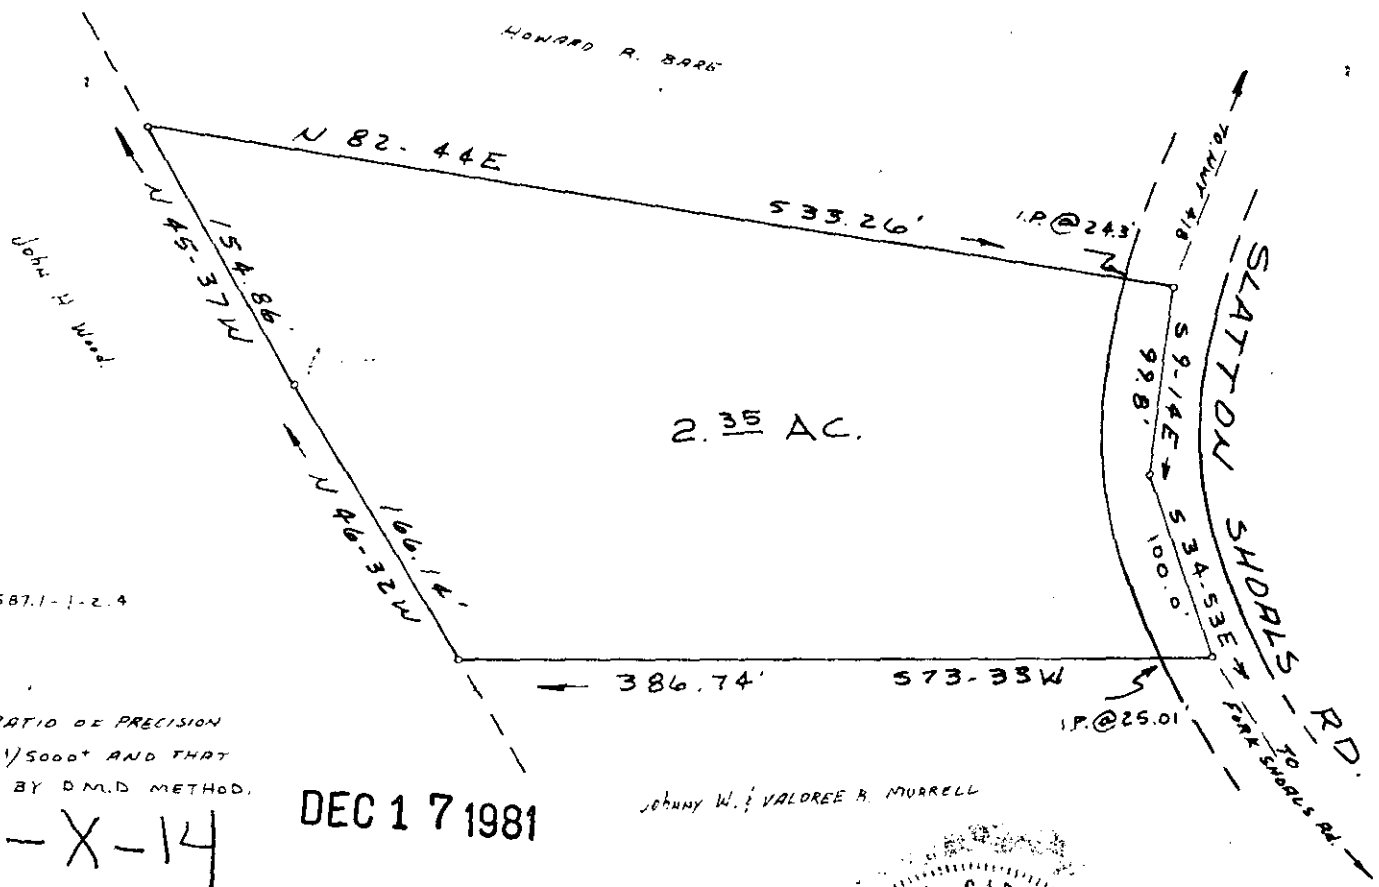 HOWARD R. BARE
N 82-44E
533.26'
I.P. @ 24.3'
TO HWY 418
SLATTON SHOALS RD.
N 45-37 W
154.86'
John H Wood
S 9-14E
99.8'
2.35 AC.
N 46-32 W
166.14'
S 34-53E
100.0'
587.1-1-2.4
386.74'
S73-33W
I.P. @ 25.01'
TO
FORK SHOALS Rd.
RATIO OF PRECISION
1/5000+ AND THAT
BY D.M.D METHOD.
DEC 17 1981
Johnny W. & VALOREE R. MURRELL
- X - 14